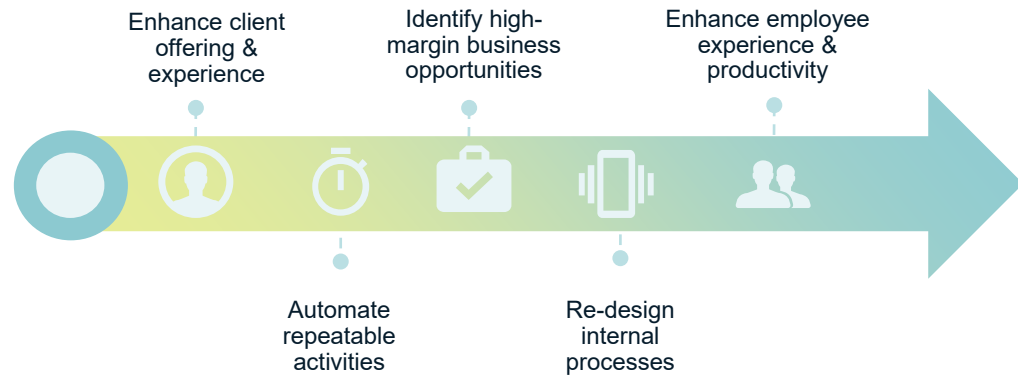 Enhance client
offering &
experience
Automate
repeatable
activities
Identify high-
margin business
opportunities
Re-design
internal
processes
Enhance employee
experience &
productivity